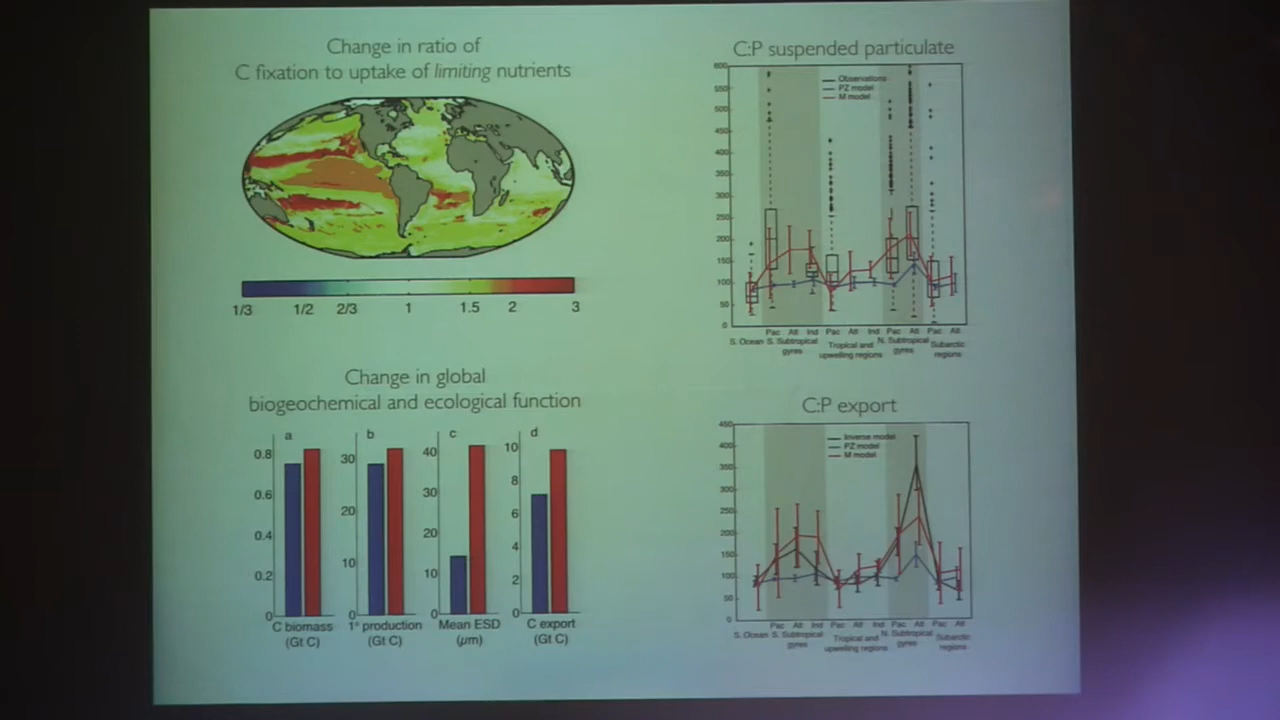 Change in ratio of
C fixation to uptake of limiting nutrients
1/3 1/2 2/3 1 1.5 2 3
Change in global
biogeochemical and ecological function
a b c d
0.8
0.6
0.4
0.2
0
30
20
10
0
40
30
20
10
0
10
8
6
4
2
0
C biomass
(Gt C)
1° production
(Gt C)
Mean ESD
(µm)
C export
(Gt C)
C:P suspended particulate
600
550
500
450
400
350
300
250
200
150
100
50
0
Observations
PZ model
M model
Pac Atl Ind Pac Atl Ind Pac Atl Pac Atl
S. Ocean S. Subtropical
gyres
Tropical and
upwelling regions
N. Subtropical
gyres
Subarctic
regions
C:P export
450
400
350
300
250
200
150
100
50
0
Inverse model
PZ model
M model
Pac Atl Ind Pac Atl Ind Pac Atl Pac Atl
S. Ocean S. Subtropical
gyres
Tropical and
upwelling regions
N. Subtropical
gyres
Subarctic
regions